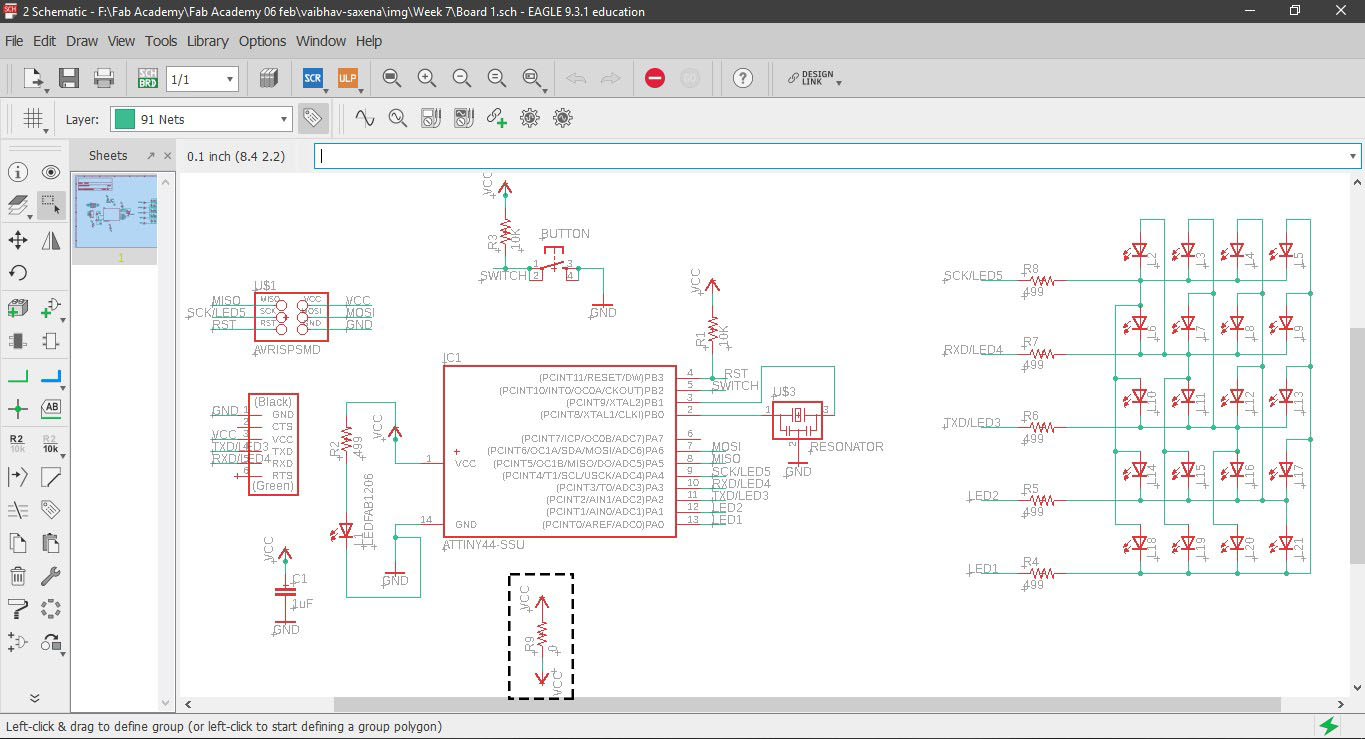 2 Schematic - F:\Fab Academy\Fab Academy 06 feb\vaibhav-saxena\img\Week 7\Board 1.sch - EAGLE 9.3.1 education
File Edit Draw View Tools Library Options Window Help
SCH BRD 1/1 SCR ULP GO DESIGN LINK
Layer: 91 Nets
Sheets 0.1 inch (8.4 2.2)
1
R2 10k R2 10k
VCC
R3 10K
BUTTON
1 3
2 4
SWITCH
GND
U$1
MISO MISO VCC VCC
SCK/LED5 SCK MOSI MOSI
RST RST GND GND
AVRISPSMD
VCC
R1 10K
IC1
(PCINT11/RESET/DW)PB3 4 RST
(PCINT10/INT0/OC0A/CKOUT)PB2 5 SWITCH
(PCINT9/XTAL2)PB1 3
(PCINT8/XTAL1/CLKI)PB0 2
(PCINT7/ICP/OC0B/ADC7)PA7 6
(PCINT6/OC1A/SDA/MOSI/ADC6)PA6 7 MOSI
(PCINT5/OC1B/MISO/DO/ADC5)PA5 8 MISO
(PCINT4/T1/SCL/USCK/ADC4)PA4 9 SCK/LED5
(PCINT3/T0/ADC3)PA3 10 RXD/LED4
(PCINT2/AIN1/ADC2)PA2 11 TXD/LED3
(PCINT1/AIN0/ADC1)PA1 12 LED2
(PCINT0/AREF/ADC0)PA0 13 LED1
1 VCC
14 GND
ATTINY44-SSU
U$3
1 3
2
RESONATOR
GND
(Black)
GND 1 GND
2 CTS
VCC 3 VCC
TXD/LED3 TXD
RXD/LED4 RXD
6 RTS
(Green)
R2 499
VCC
L1
LEDFAB1206
GND
VCC
C1
1uF
GND
VCC
R9 0
VCC
SCK/LED5 R8 499
L2 L3 L4 L5
RXD/LED4 R7 499
L6 L7 L8 L9
TXD/LED3 R6 499
L10 L11 L12 L13
LED2 R5 499
L14 L15 L16 L17
LED1 R4 499
L18 L19 L20 L21
Left-click & drag to define group (or left-click to start defining a group polygon)